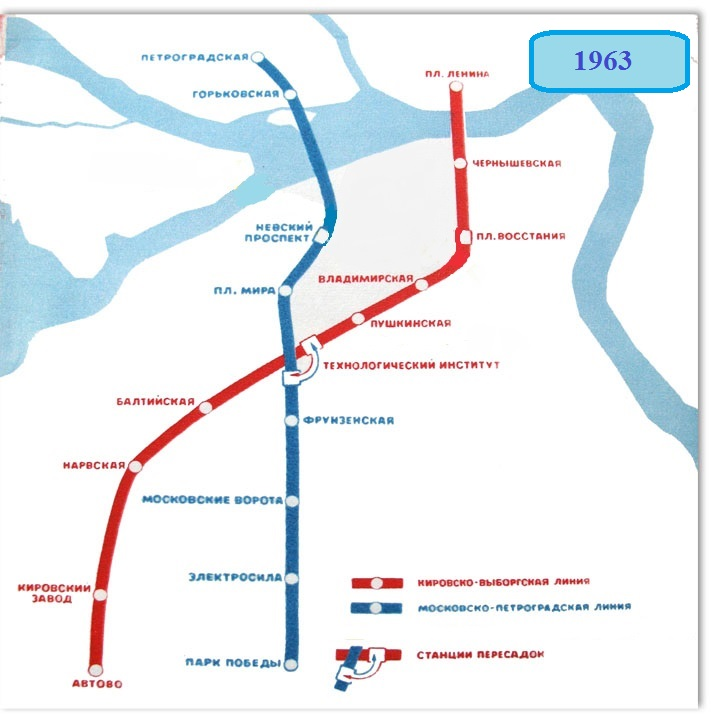 1963
ПЕТРОГРАДСКАЯ
ГОРЬКОВСКАЯ
НЕВСКИЙ
ПРОСПЕКТ
ПЛ. МИРА
ПЛ. ЛЕНИНА
ЧЕРНЫШЕВСКАЯ
ПЛ. ВОССТАНИЯ
ВЛАДИМИРСКАЯ
ПУШКИНСКАЯ
ТЕХНОЛОГИЧЕСКИЙ ИНСТИТУТ
БАЛТИЙСКАЯ
ФРУНЗЕНСКАЯ
НАРВСКАЯ
МОСКОВСКИЕ ВОРОТА
ЭЛЕКТРОСИЛА
КИРОВСКИЙ
ЗАВОД
ПАРК ПОБЕДЫ
АВТОВО
КИРОВСКО-ВЫБОРГСКАЯ ЛИНИЯ
МОСКОВСКО-ПЕТРОГРАДСКАЯ ЛИНИЯ
СТАНЦИИ ПЕРЕСАДОК